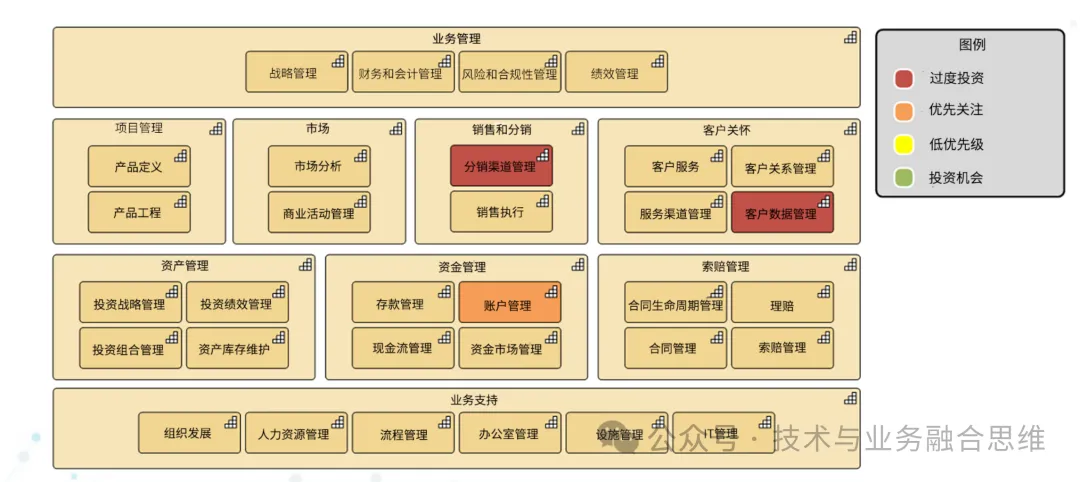 业务管理
战略管理
财务和会计管理
风险和合规性管理
绩效管理
图例
过度投资
优先关注
低优先级
投资机会
项目管理
产品定义
产品工程
市场
市场分析
商业活动管理
销售和分销
分销渠道管理
销售执行
客户关怀
客户服务
客户关系管理
服务渠道管理
客户数据管理
资产管理
投资战略管理
投资绩效管理
投资组合管理
资产库存维护
资金管理
存款管理
账户管理
现金流管理
资金市场管理
索赔管理
合同生命周期管理
理赔
合同管理
索赔管理
业务支持
组织发展
人力资源管理
流程管理
办公室管理
设施管理
IT管理
公众号 · 技术与业务融合思维